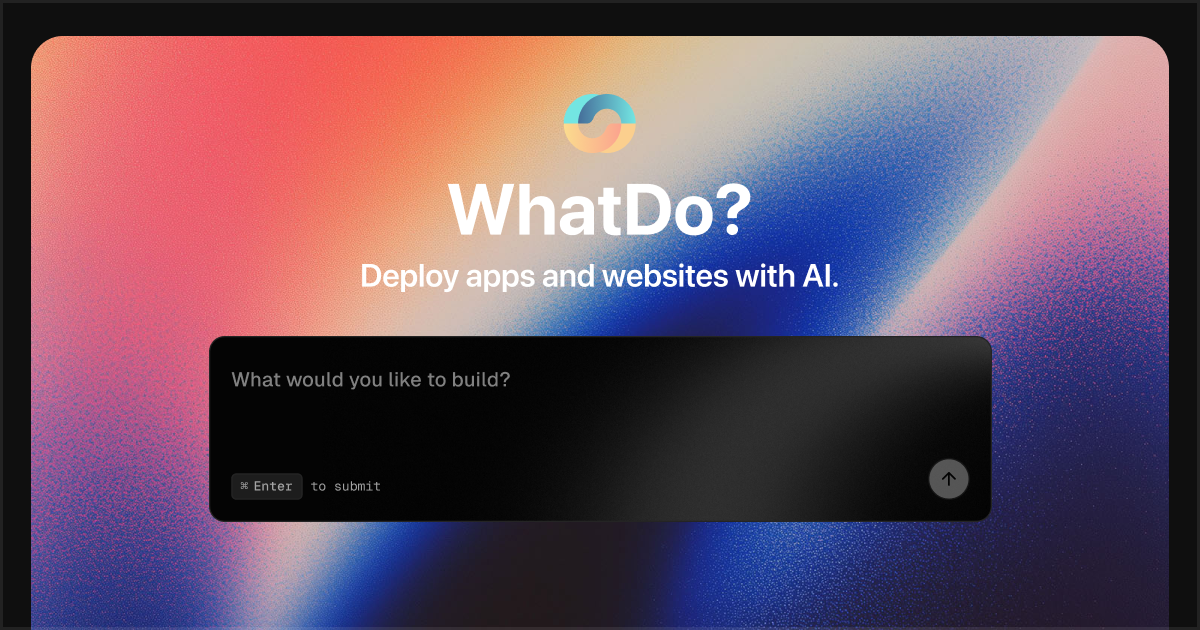 WhatDo?
Deploy apps and websites with AI.
What would you like to build?
⌘ Enter to submit